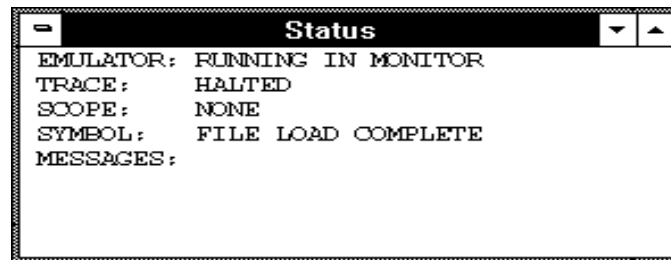 Status
EMULATOR: RUNNING IN MONITOR
TRACE: HALTED
SCOPE: NONE
SYMBOL: FILE LOAD COMPLETE
MESSAGES: